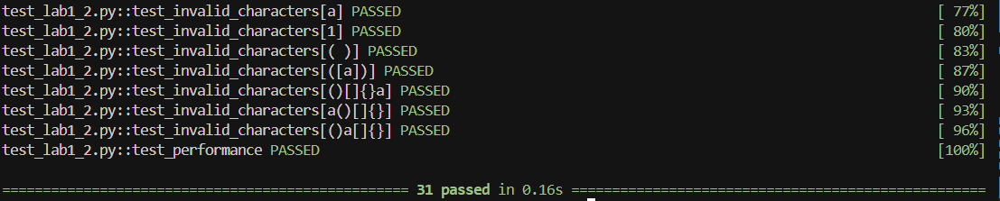 test_lab1_2.py::test_invalid_characters[a] PASSED [ 77%]
test_lab1_2.py::test_invalid_characters[1] PASSED [ 80%]
test_lab1_2.py::test_invalid_characters[( )] PASSED [ 83%]
test_lab1_2.py::test_invalid_characters[([a])] PASSED [ 87%]
test_lab1_2.py::test_invalid_characters[()[]{}a] PASSED [ 90%]
test_lab1_2.py::test_invalid_characters[a()[]{}] PASSED [ 93%]
test_lab1_2.py::test_invalid_characters[()a[]{}] PASSED [ 96%]
test_lab1_2.py::test_performance PASSED [100%]
================================================ 31 passed in 0.16s =================================================